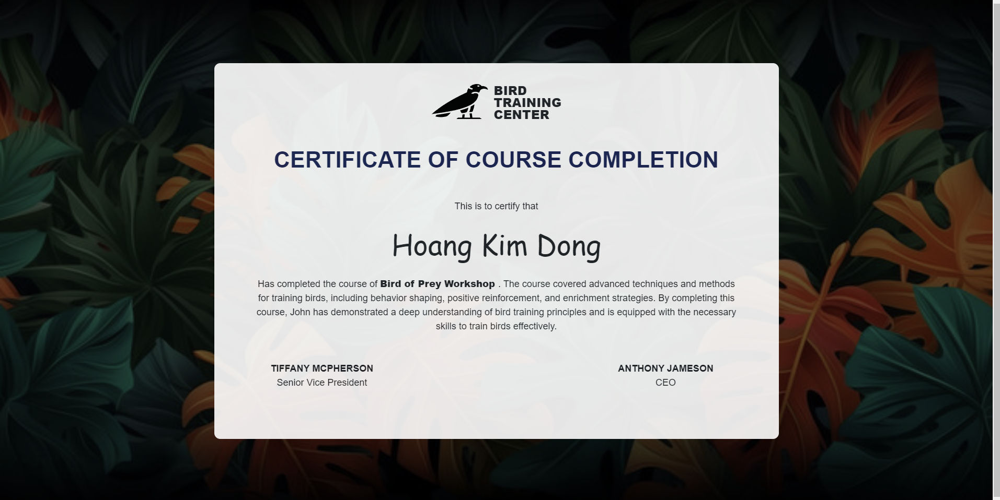 BIRD
TRAINING
CENTER
CERTIFICATE OF COURSE COMPLETION
This is to certify that
Hoang Kim Dong
Has completed the course of Bird of Prey Workshop . The course covered advanced techniques and methods
for training birds, including behavior shaping, positive reinforcement, and enrichment strategies. By completing this
course, John has demonstrated a deep understanding of bird training principles and is equipped with the necessary
skills to train birds effectively.
TIFFANY MCPHERSON
Senior Vice President
ANTHONY JAMESON
CEO